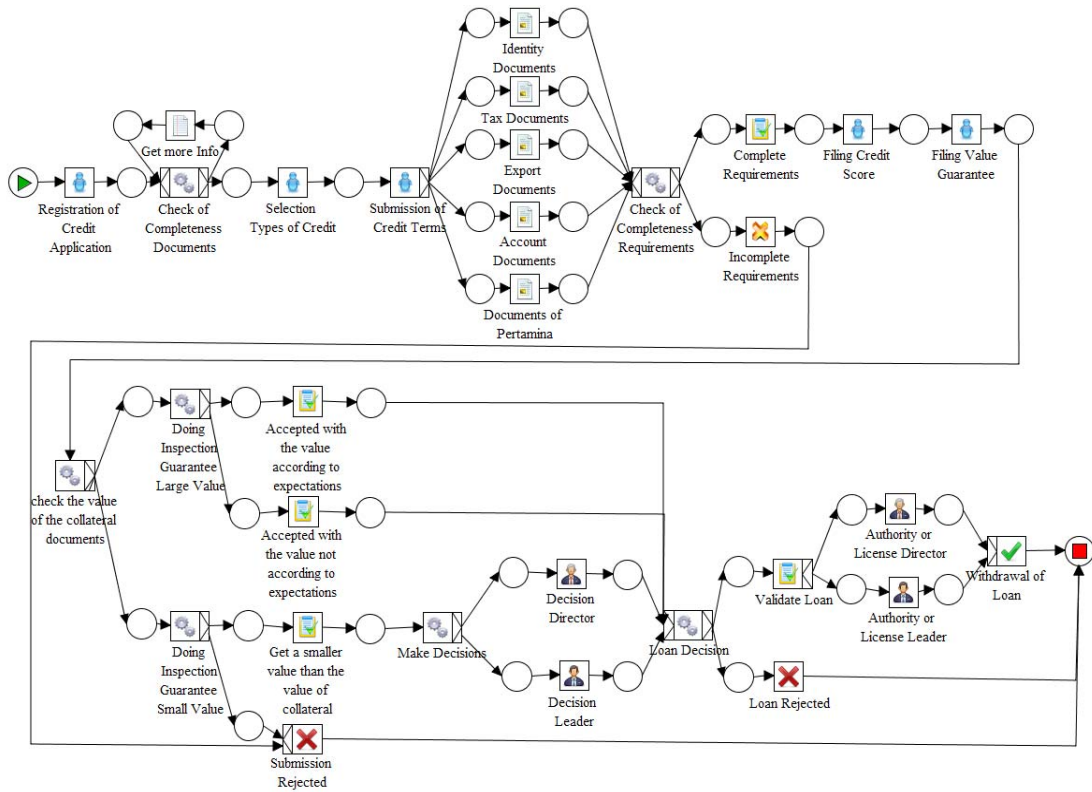 Identity
Documents
Tax Documents
Export
Documents
Account
Documents
Documents of
Pertamina
Get more Info
Registration of
Credit
Application
Check of
Completeness
Documents
Selection
Types of Credit
Submission of
Credit Terms
Check of
Completeness
Requirements
Complete
Requirements
Filing Credit
Score
Filing Value
Guarantee
Incomplete
Requirements
check the value
of the collateral
documents
Doing
Inspection
Guarantee
Large Value
Accepted with
the value
according to
expectations
Accepted with
the value not
according to
expectations
Doing
Inspection
Guarantee
Small Value
Get a smaller
value than the
value of
collateral
Submission
Rejected
Make Decisions
Decision
Director
Decision
Leader
Loan Decision
Validate Loan
Loan Rejected
Authority or
License Director
Authority or
License Leader
Withdrawal of
Loan